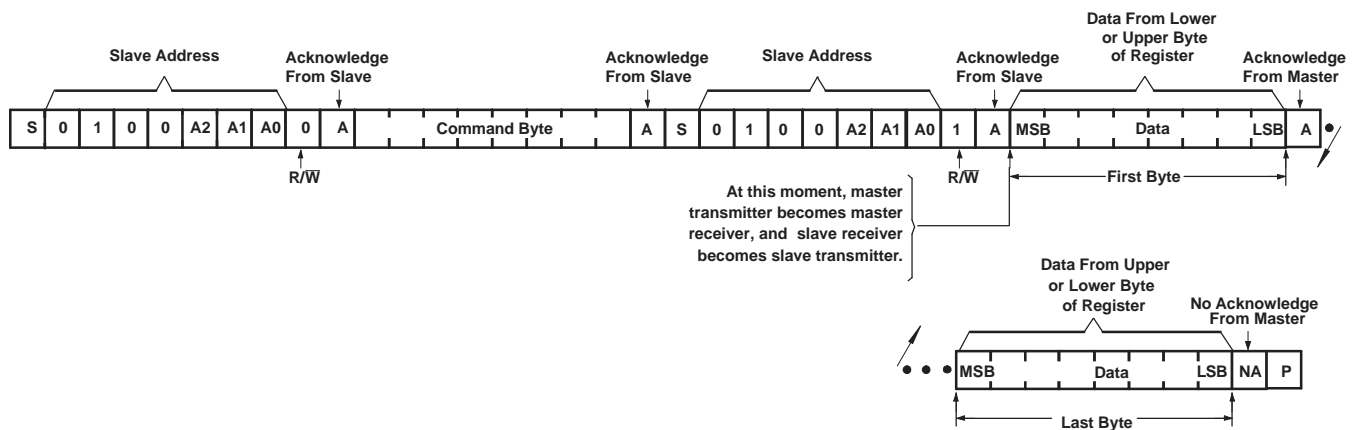 Data From Lower
or Upper Byte
of Register
Slave Address
Acknowledge
From Slave
Acknowledge
From Slave
Slave Address
Acknowledge
From Slave
Acknowledge
From Master
S 0 1 0 0 A2 A1 A0 0 A Command Byte A S 0 1 0 0 A2 A1 A0 1 A MSB Data LSB A
R/W̅
R/W̅
First Byte
At this moment, master
transmitter becomes master
receiver, and slave receiver
becomes slave transmitter.
Data From Upper
or Lower Byte
of Register
No Acknowledge
From Master
MSB Data LSB NA P
Last Byte